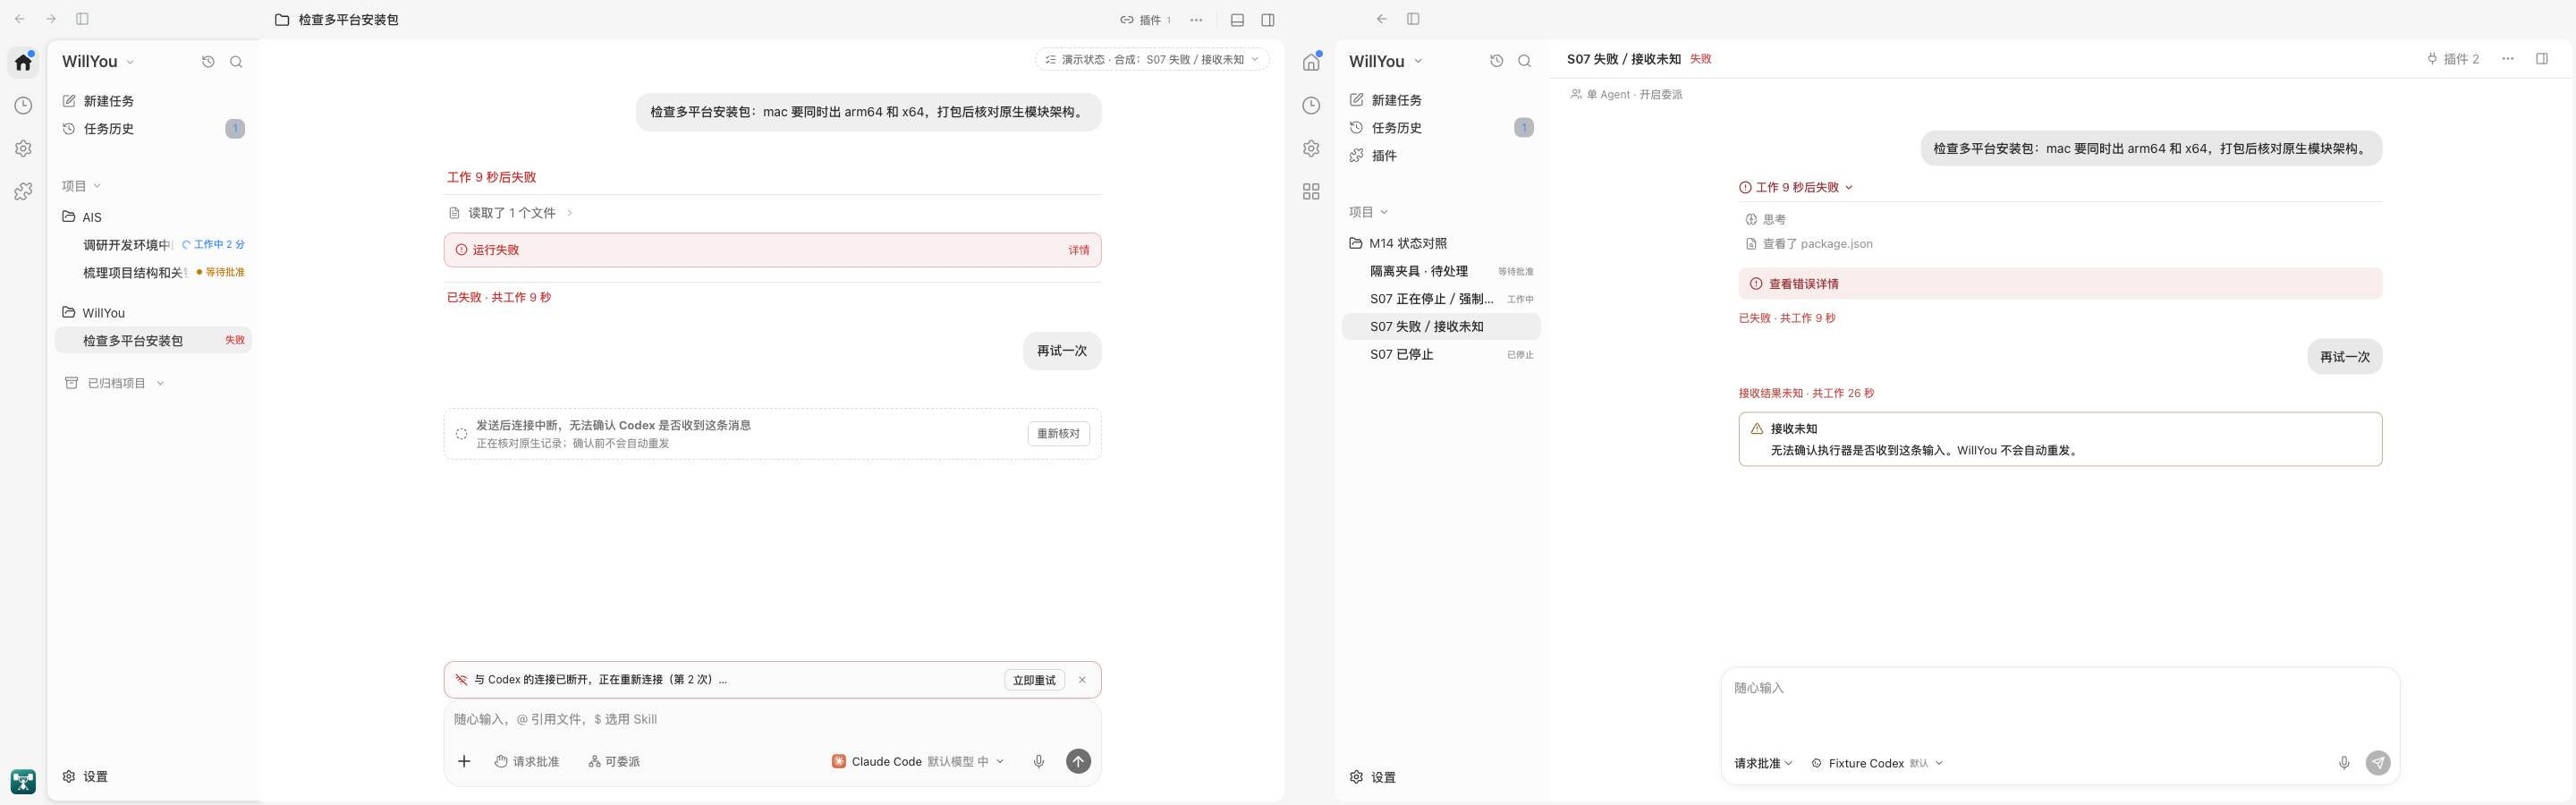 检查多平台安装包
插件 1
WillYou
新建任务
任务历史
1
项目
AIS
调研开发环境中
工作中 2 分
梳理项目结构和关
等待批准
WillYou
检查多平台安装包
失败
已归档项目
设置
演示状态 · 合成：S07 失败 / 接收未知
检查多平台安装包：mac 要同时出 arm64 和 x64，打包后核对原生模块架构。
工作 9 秒后失败
读取了 1 个文件
运行失败
详情
已失败 · 共工作 9 秒
再试一次
发送后连接中断，无法确认 Codex 是否收到这条消息
正在核对原生记录；确认前不会自动重发
重新核对
与 Codex 的连接已断开，正在重新连接（第 2 次）...
立即重试
随心输入，@ 引用文件，$ 选用 Skill
请求批准
可委派
Claude Code 默认模型 中
WillYou
新建任务
任务历史
1
插件
项目
M14 状态对照
隔离夹具 · 待处理
等待批准
S07 正在停止 / 强制...
工作中
S07 失败 / 接收未知
S07 已停止
已停止
设置
S07 失败 / 接收未知 失败
插件 2
单 Agent · 开启委派
检查多平台安装包：mac 要同时出 arm64 和 x64，打包后核对原生模块架构。
工作 9 秒后失败
思考
查看了 package.json
查看错误详情
已失败 · 共工作 9 秒
再试一次
接收结果未知 · 共工作 26 秒
接收未知
无法确认执行器是否收到这条输入。WillYou 不会自动重发。
随心输入
请求批准
Fixture Codex 默认